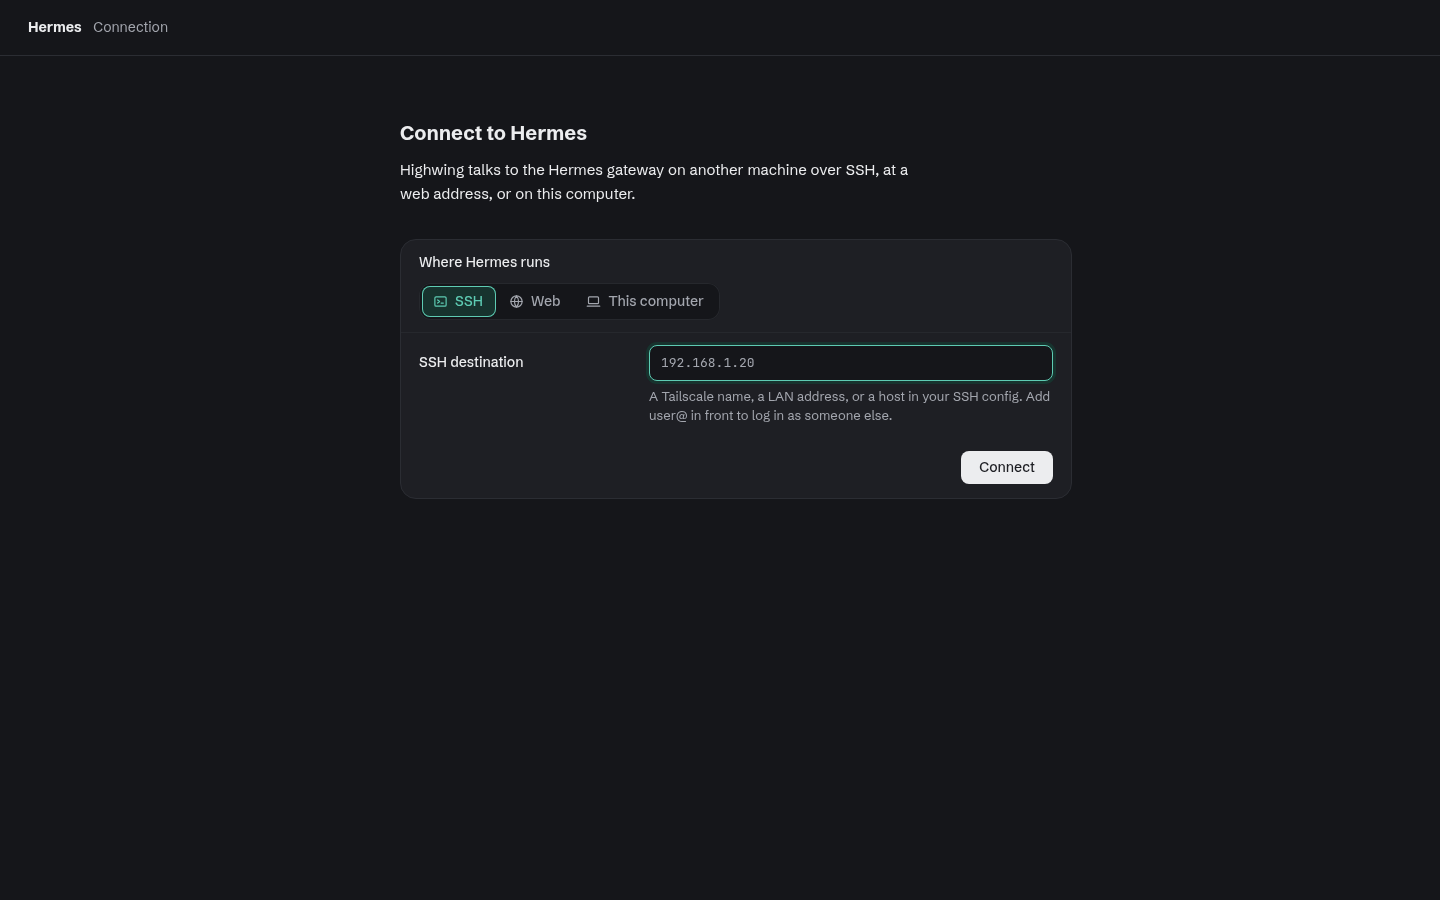 Hermes Connection
Connect to Hermes
Highwing talks to the Hermes gateway on another machine over SSH, at a
web address, or on this computer.
Where Hermes runs
SSH Web This computer
SSH destination
192.168.1.20
A Tailscale name, a LAN address, or a host in your SSH config. Add
user@ in front to log in as someone else.
Connect